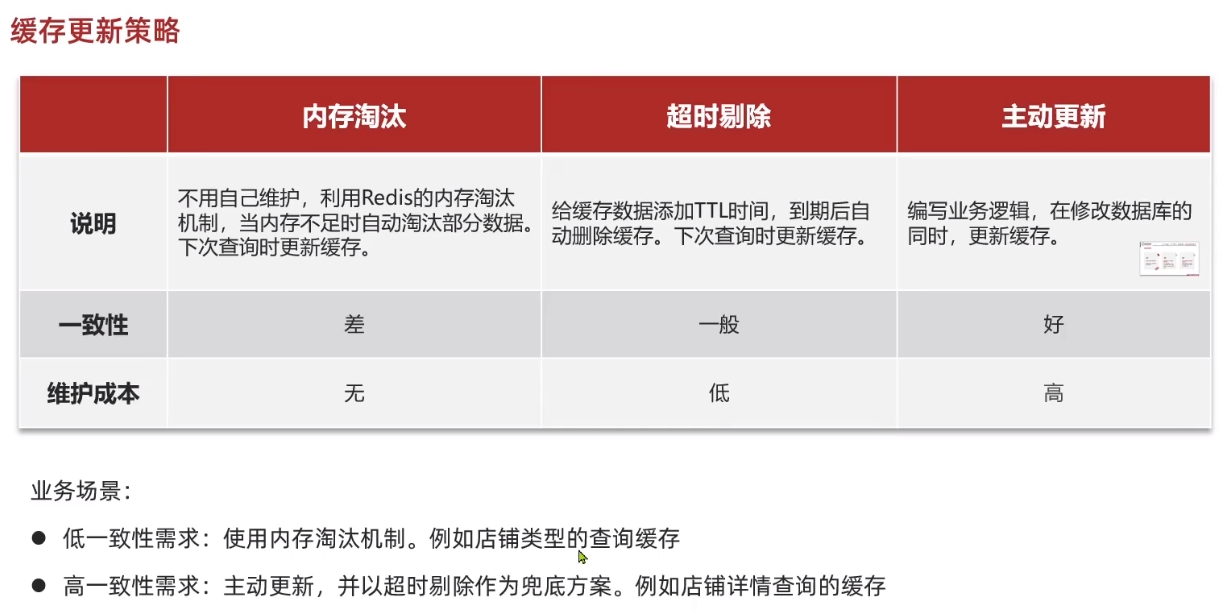 缓存更新策略
内存淘汰 超时剔除 主动更新
说明
不用自己维护，利用Redis的内存淘汰
机制，当内存不足时自动淘汰部分数据。
下次查询时更新缓存。
给缓存数据添加TTL时间，到期后自
动删除缓存。下次查询时更新缓存。
编写业务逻辑，在修改数据库的
同时，更新缓存。
一致性 差 一般 好
维护成本 无 低 高
业务场景：
● 低一致性需求：使用内存淘汰机制。例如店铺类型的查询缓存
● 高一致性需求：主动更新，并以超时剔除作为兜底方案。例如店铺详情查询的缓存